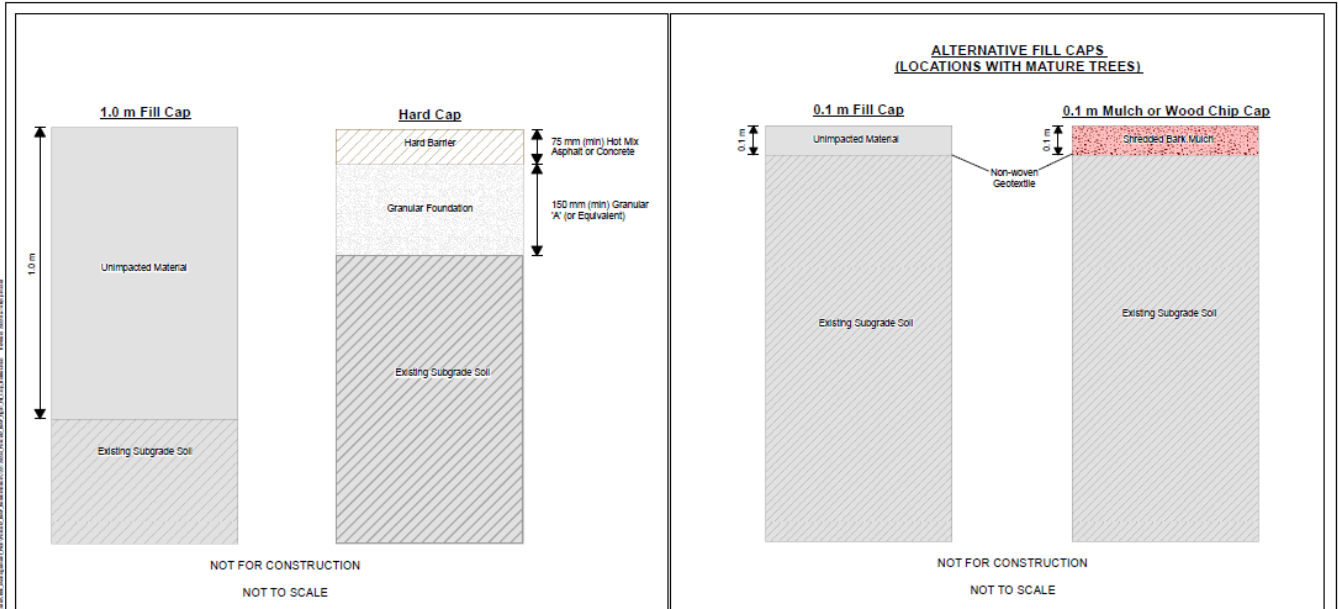 1.0 m Fill Cap
1.0 m
Unimpacted Material
Existing Subgrade Soil
Hard Cap
Hard Barrier
75 mm (min) Hot Mix
Asphalt or Concrete
Granular Foundation
150 mm (min) Granular
'A' (or Equivalent)
Existing Subgrade Soil
NOT FOR CONSTRUCTION
NOT TO SCALE
ALTERNATIVE FILL CAPS
(LOCATIONS WITH MATURE TREES)
0.1 m Fill Cap
0.1 m
Unimpacted Material
Existing Subgrade Soil
Non-woven
Geotextile
0.1 m Mulch or Wood Chip Cap
0.1 m
Shredded Bark Mulch
Existing Subgrade Soil
NOT FOR CONSTRUCTION
NOT TO SCALE